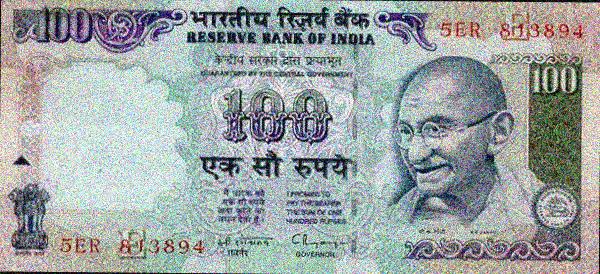 100
भारतीय रिज़र्व बैंक
RESERVE BANK OF INDIA
5ER 813894
केन्द्रीय सरकार द्वारा प्रत्याभूत
GUARANTEED BY THE CENTRAL GOVERNMENT
100
100
एक सौ रुपये
I PROMISE TO
PAY THE BEARER
THE SUM OF ONE
HUNDRED RUPEES
5ER 813894
GOVERNOR
100